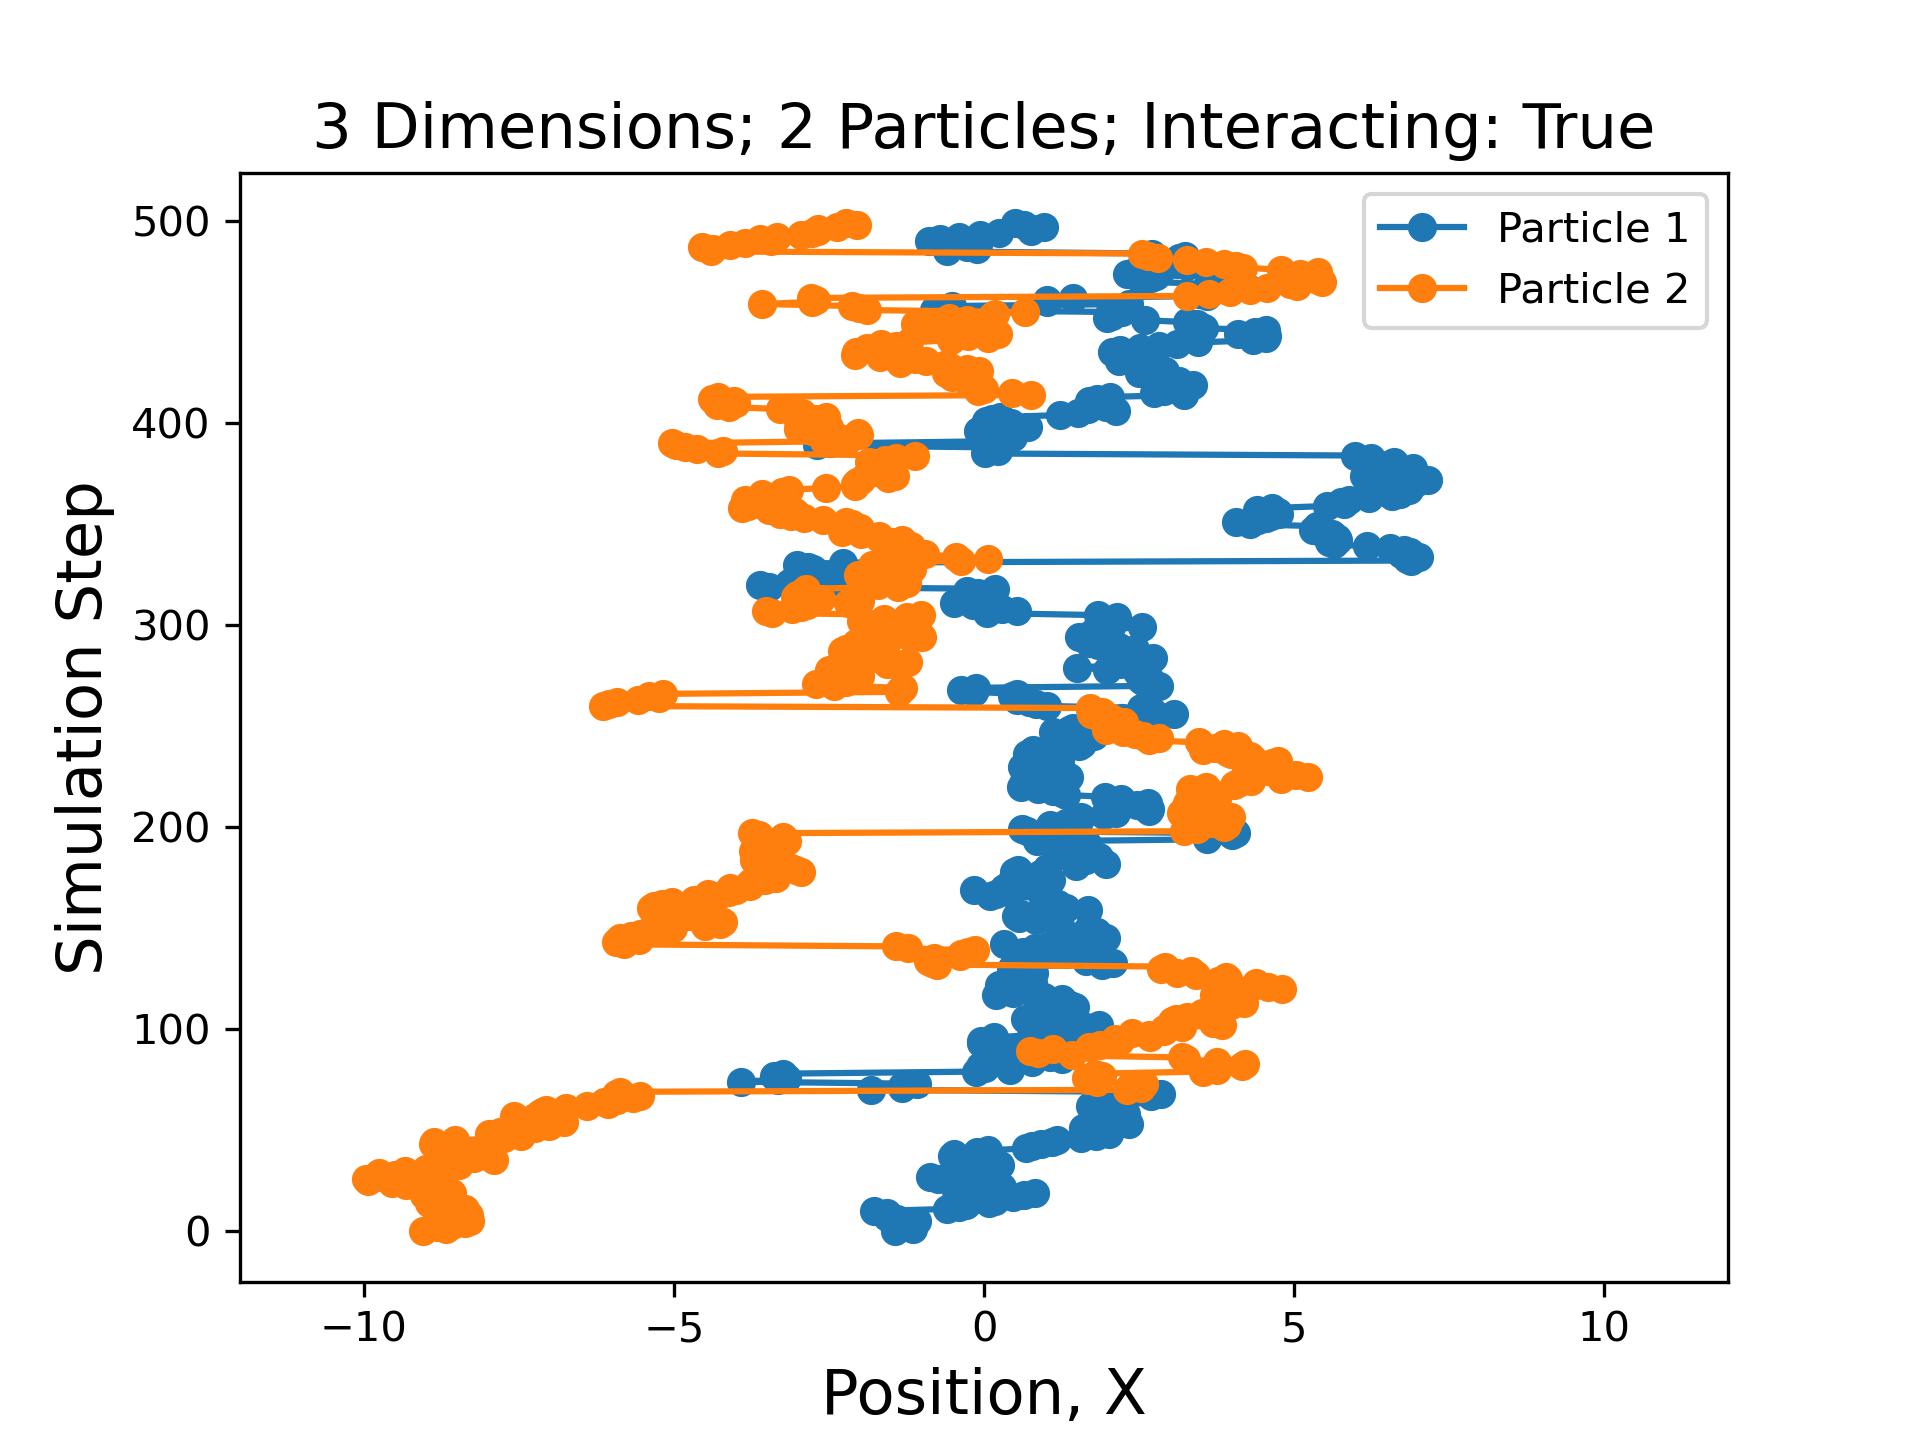 3 Dimensions; 2 Particles; Interacting: True
Particle 1
Particle 2
Simulation Step
500
400
300
200
100
0
−10
−5
0
5
10
Position, X